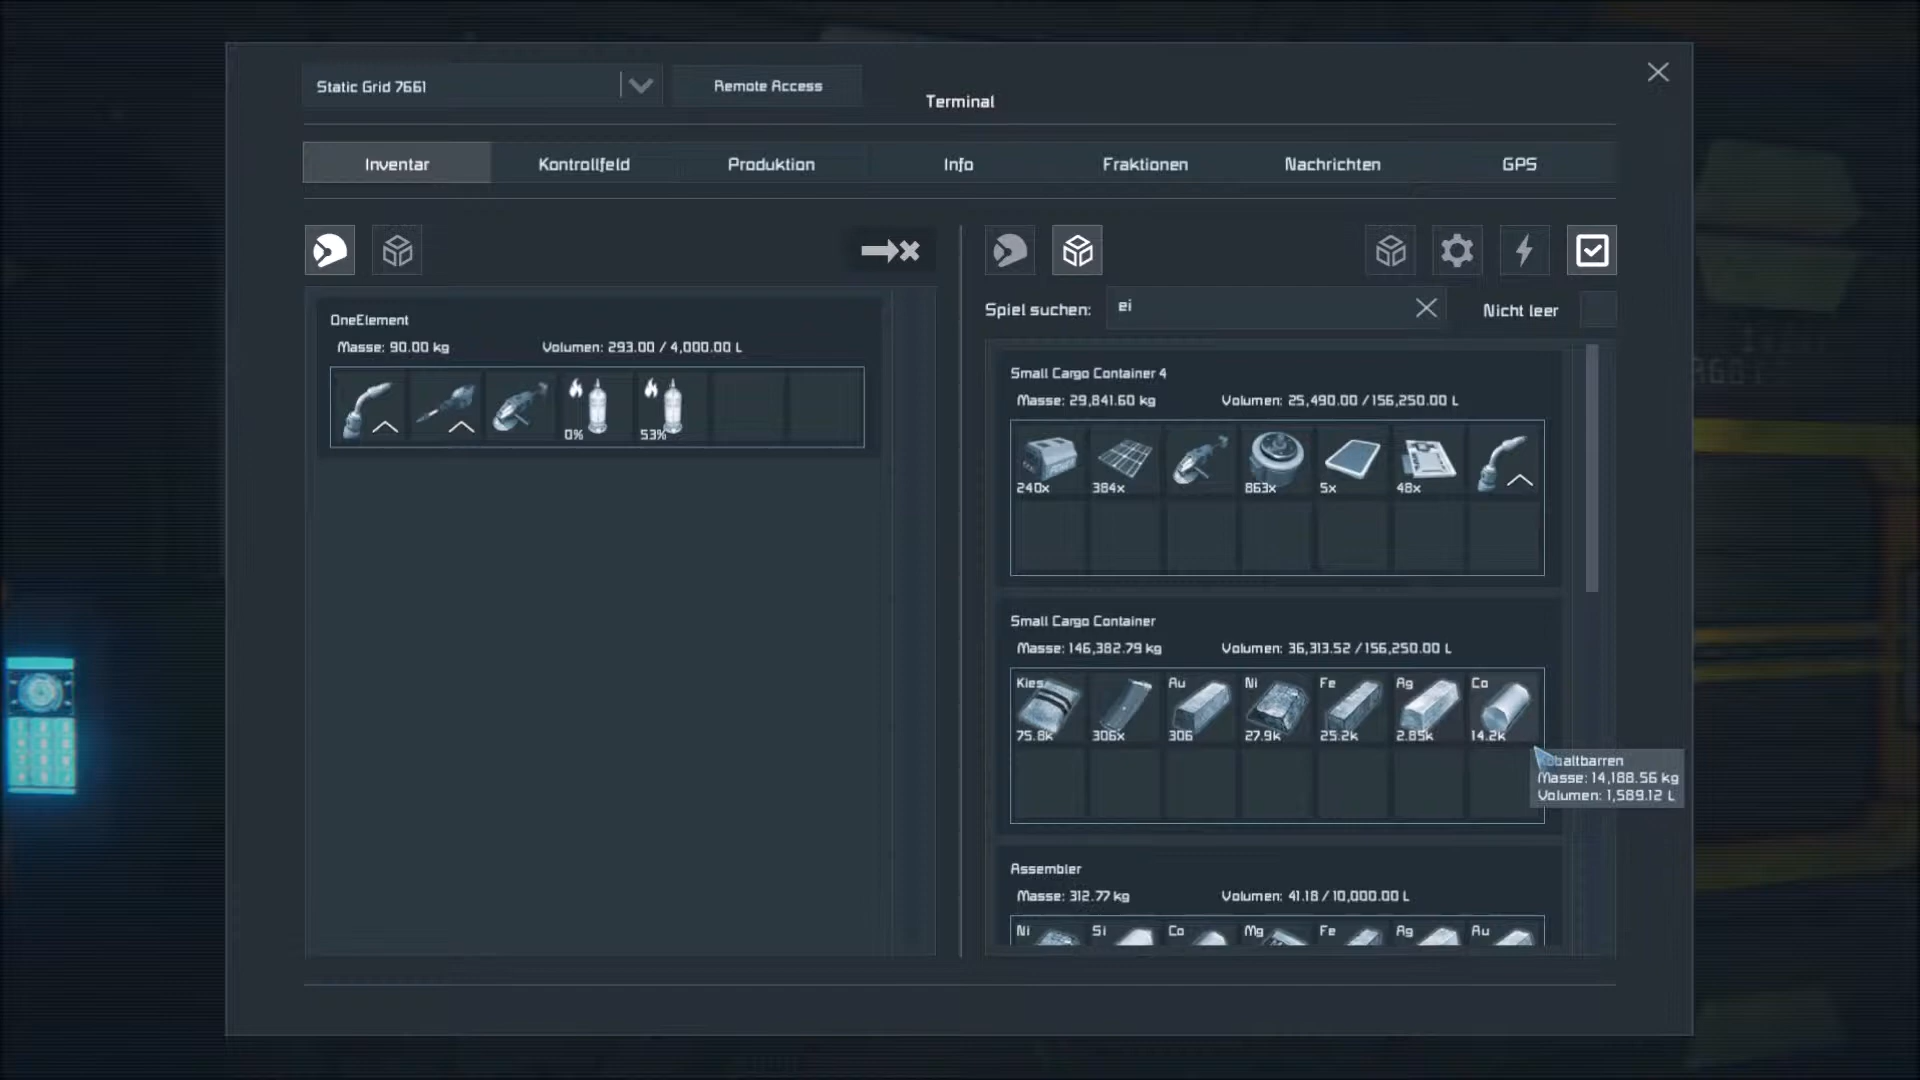 Static Grid 7661
Remote Access
Terminal
Inventar
Kontrollfeld
Produktion
Info
Fraktionen
Nachrichten
GPS
Spiel suchen:
ei
Nicht leer
OneElement
Masse: 90.00 kg
Volumen: 293.00 / 4,000.00 L
0%
53%
Small Cargo Container 4
Masse: 29,841.60 kg
Volumen: 25,490.00 / 156,250.00 L
240x
384x
863x
5x
48x
Small Cargo Container
Masse: 146,382.79 kg
Volumen: 36,313.52 / 156,250.00 L
Kies
Au
Ni
Fe
Ag
Co
75.8k
306x
306
27.9k
25.2k
2.85k
14.2k
Masse: 14,188.56 kg
Volumen: 1,589.12 L
Assembler
Masse: 312.77 kg
Volumen: 41.18 / 10,000.00 L
Ni
Si
Co
Mg
Fe
Ag
Au